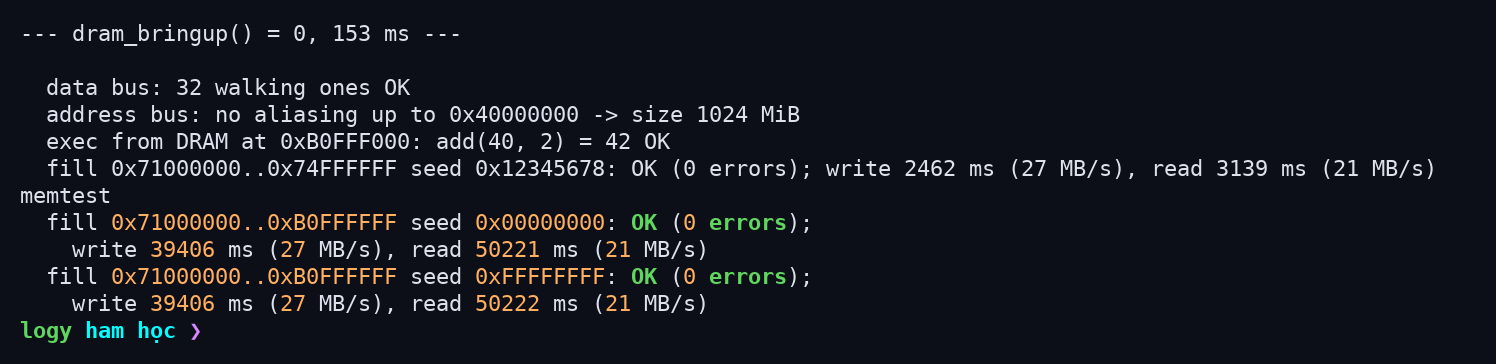 --- dram_bringup() = 0, 153 ms ---
data bus: 32 walking ones OK
address bus: no aliasing up to 0x40000000 -> size 1024 MiB
exec from DRAM at 0xB0FFF000: add(40, 2) = 42 OK
fill 0x71000000..0x74FFFFFF seed 0x12345678: OK (0 errors); write 2462 ms (27 MB/s), read 3139 ms (21 MB/s)
memtest
fill 0x71000000..0xB0FFFFFF seed 0x00000000: OK (0 errors);
write 39406 ms (27 MB/s), read 50221 ms (21 MB/s)
fill 0x71000000..0xB0FFFFFF seed 0xFFFFFFFF: OK (0 errors);
write 39406 ms (27 MB/s), read 50222 ms (21 MB/s)
logy ham học ❯